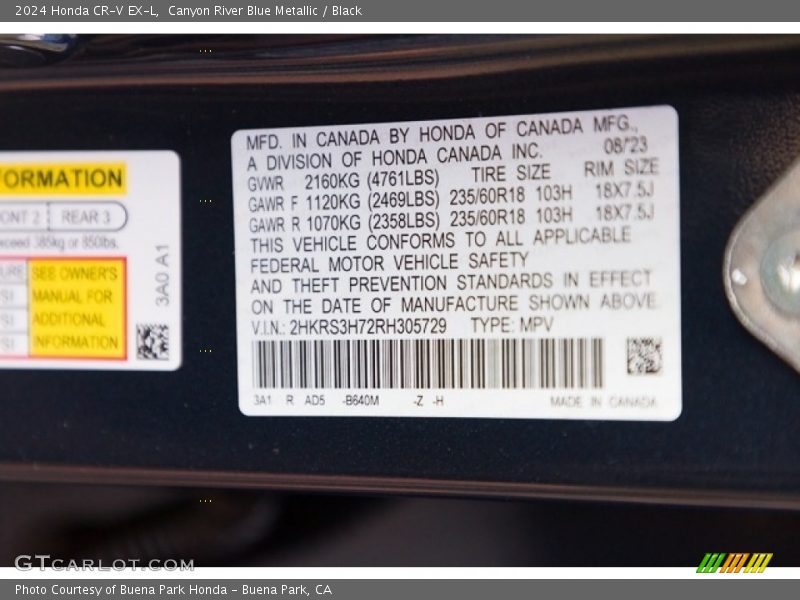 2024 Honda CR-V EX-L, Canyon River Blue Metallic / Black
FORMATION
ONT 2 REAR 3
exceed 385kg or 850lbs.
SEE OWNER'S
MANUAL FOR
ADDITIONAL
INFORMATION
3A0 A1
MFD. IN CANADA BY HONDA OF CANADA MFG.,
A DIVISION OF HONDA CANADA INC. 08/23
GVWR 2160KG (4761LBS) TIRE SIZE RIM SIZE
GAWR F 1120KG (2469LBS) 235/60R18 103H 18X7.5J
GAWR R 1070KG (2358LBS) 235/60R18 103H 18X7.5J
THIS VEHICLE CONFORMS TO ALL APPLICABLE
FEDERAL MOTOR VEHICLE SAFETY
AND THEFT PREVENTION STANDARDS IN EFFECT
ON THE DATE OF MANUFACTURE SHOWN ABOVE.
V.I.N.: 2HKRS3H72RH305729 TYPE: MPV
3A1 R AD5 -B640M -Z -H MADE IN CANADA
GTCARLOT.COM
Photo Courtesy of Buena Park Honda - Buena Park, CA